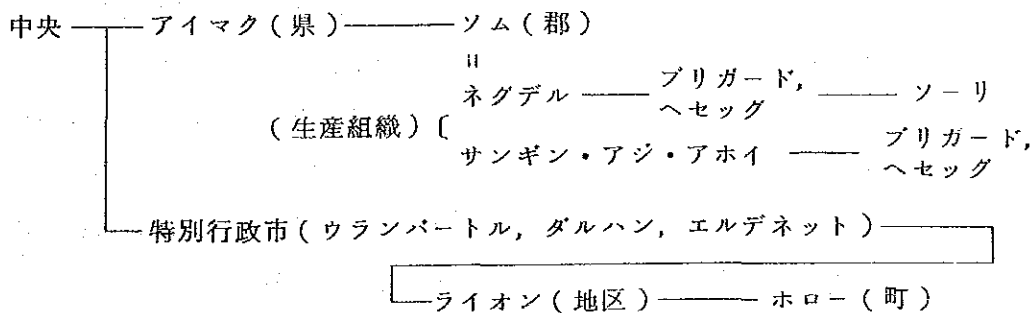 中央 アイマク(県) ソム(郡)
〃
ネグデル ブリガード, ヘセッグ ソーリ
(生産組織)〔
サンギン・アジ・アホイ ブリガード, ヘセッグ
特別行政市(ウランバートル, ダルハン, エルデネット)
ライオン(地区) ホロー(町)